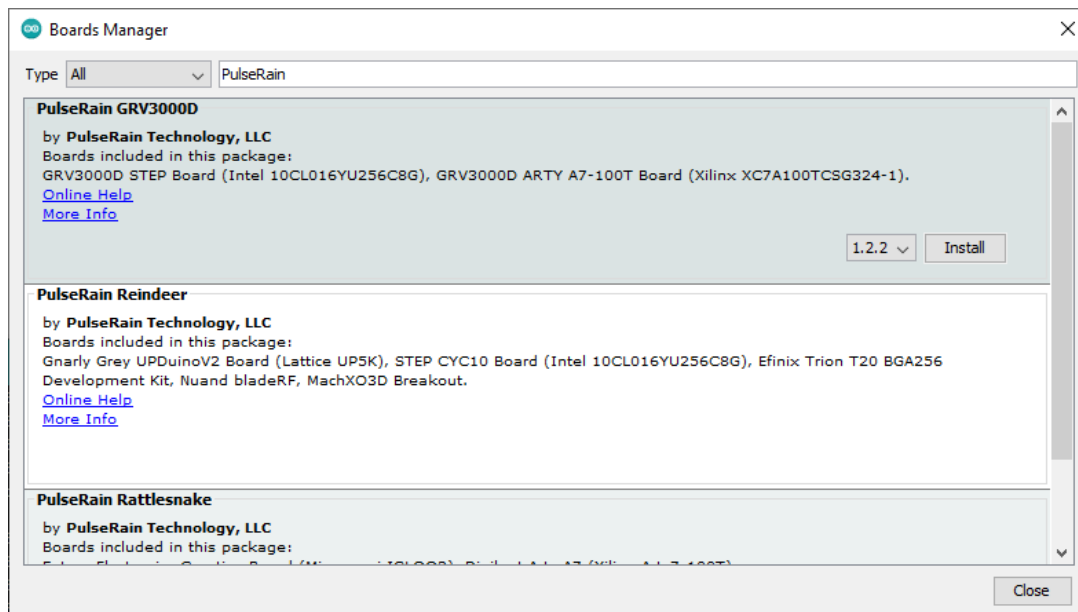 Boards Manager
Type All PulseRain
PulseRain GRV3000D
by PulseRain Technology, LLC
Boards included in this package:
GRV3000D STEP Board (Intel 10CL016YU256C8G), GRV3000D ARTY A7-100T Board (Xilinx XC7A100TCSG324-1).
Online Help
More Info
1.2.2 Install
PulseRain Reindeer
by PulseRain Technology, LLC
Boards included in this package:
Gnarly Grey UPDuinoV2 Board (Lattice UP5K), STEP CYC10 Board (Intel 10CL016YU256C8G), Efinix Trion T20 BGA256
Development Kit, Nuand bladeRF, MachXO3D Breakout.
Online Help
More Info
PulseRain Rattlesnake
by PulseRain Technology, LLC
Boards included in this package:
Close